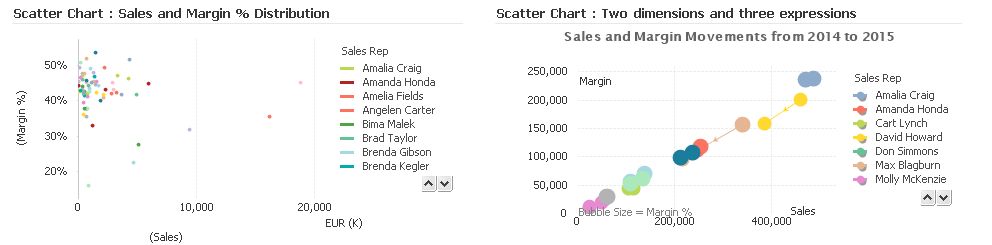 Scatter Chart : Sales and Margin % Distribution
Sales Rep
50%
Amalia Craig
Amanda Honda
40%
Amelia Fields
Angelen Carter
(Margin %)
30%
Bima Malek
Brad Taylor
20%
Brenda Gibson
Brenda Kegler
0
10,000
20,000
EUR (K)
(Sales)
Scatter Chart : Two dimensions and three expressions
Sales and Margin Movements from 2014 to 2015
250,000
Margin
200,000
150,000
100,000
50,000
0
Bubble Size = Margin %
Sales
0
200,000
400,000
Sales Rep
Amalia Craig
Amanda Honda
Cart Lynch
David Howard
Don Simmons
Max Blagburn
Molly McKenzie